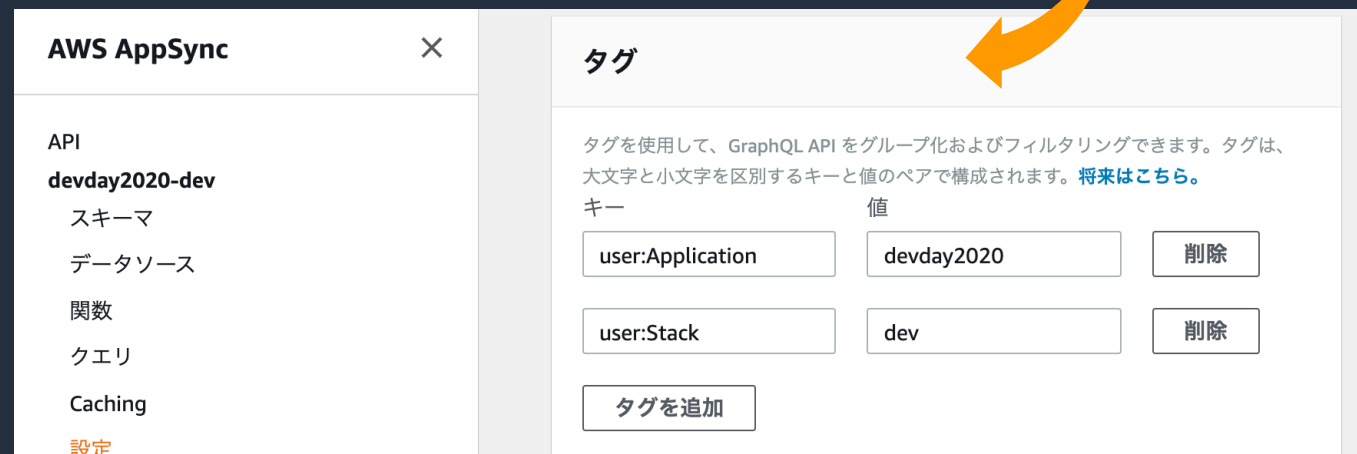 AWS AppSync
API
devday2020-dev
スキーマ
データソース
関数
クエリ
Caching
設定
タグ
タグを使用して、GraphQL API をグループ化およびフィルタリングできます。タグは、
大文字と小文字を区別するキーと値のペアで構成されます。将来はこちら。
キー 値
user:Application devday2020 削除
user:Stack dev 削除
タグを追加